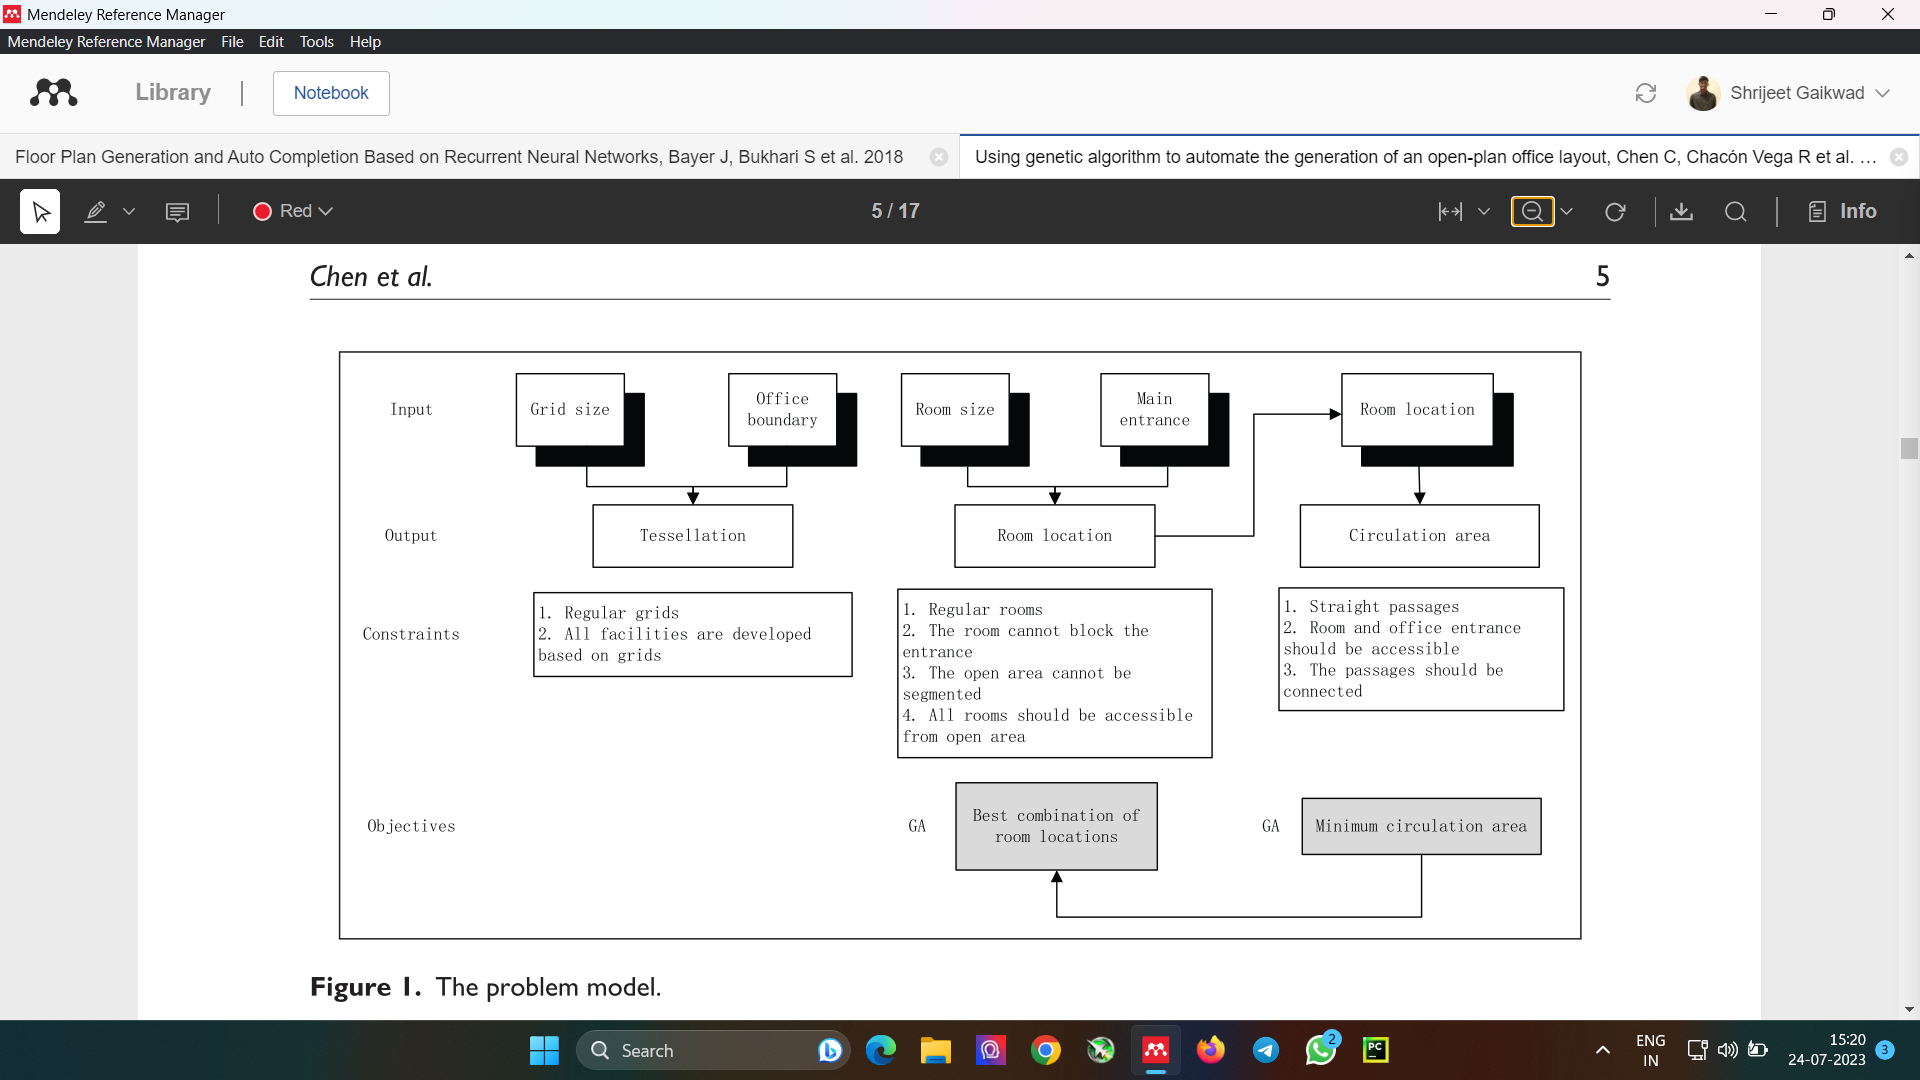 Mendeley Reference Manager
Mendeley Reference Manager File Edit Tools Help
Library
Notebook
Shrijeet Gaikwad
Floor Plan Generation and Auto Completion Based on Recurrent Neural Networks, Bayer J, Bukhari S et al. 2018
Using genetic algorithm to automate the generation of an open-plan office layout, Chen C, Chacón Vega R et al. ...
Red
5 / 17
Info
Chen et al.
5
Input
Grid size
Office
boundary
Room size
Main
entrance
Room location
Output
Tessellation
Room location
Circulation area
Constraints
1. Regular grids
2. All facilities are developed
based on grids
1. Regular rooms
2. The room cannot block the
entrance
3. The open area cannot be
segmented
4. All rooms should be accessible
from open area
1. Straight passages
2. Room and office entrance
should be accessible
3. The passages should be
connected
Objectives
GA
Best combination of
room locations
GA
Minimum circulation area
Figure 1. The problem model.
Search
2
PC
ENG
IN
15:20
24-07-2023
3